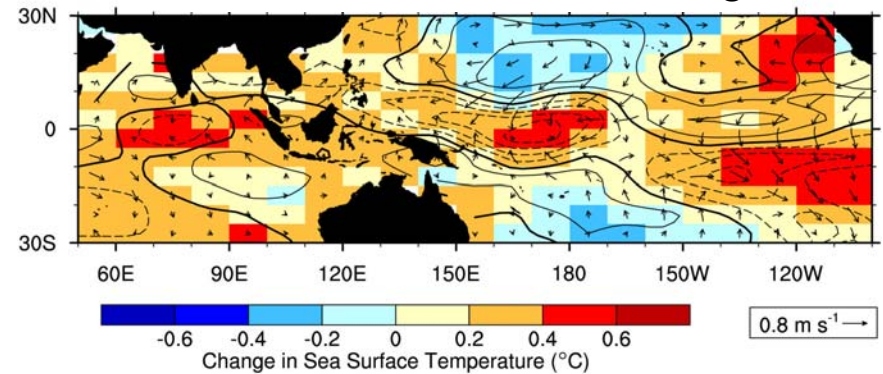 30N
0
30S
60E 90E 120E 150E 180 150W 120W
-0.6 -0.4 -0.2 0 0.2 0.4 0.6
0.8 m s⁻¹
Change in Sea Surface Temperature (°C)